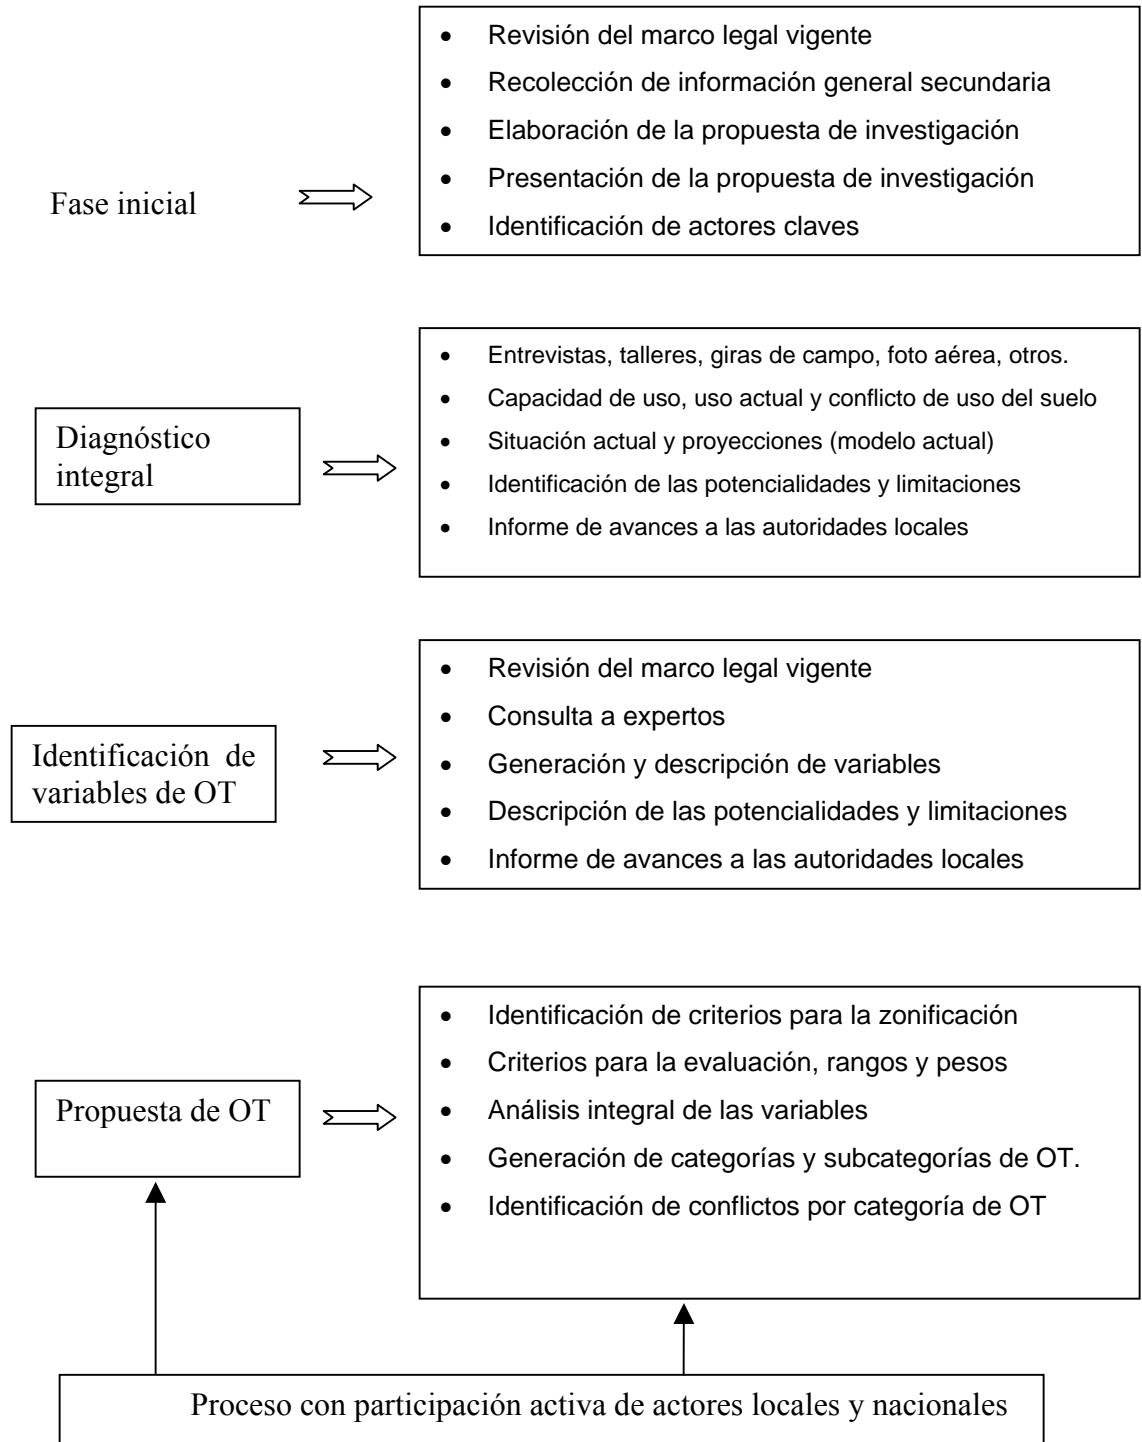 Fase inicial
• Revisión del marco legal vigente
• Recolección de información general secundaria
• Elaboración de la propuesta de investigación
• Presentación de la propuesta de investigación
• Identificación de actores claves
Diagnóstico
integral
• Entrevistas, talleres, giras de campo, foto aérea, otros.
• Capacidad de uso, uso actual y conflicto de uso del suelo
• Situación actual y proyecciones (modelo actual)
• Identificación de las potencialidades y limitaciones
• Informe de avances a las autoridades locales
Identificación de
variables de OT
• Revisión del marco legal vigente
• Consulta a expertos
• Generación y descripción de variables
• Descripción de las potencialidades y limitaciones
• Informe de avances a las autoridades locales
Propuesta de OT
• Identificación de criterios para la zonificación
• Criterios para la evaluación, rangos y pesos
• Análisis integral de las variables
• Generación de categorías y subcategorías de OT.
• Identificación de conflictos por categoría de OT
Proceso con participación activa de actores locales y nacionales